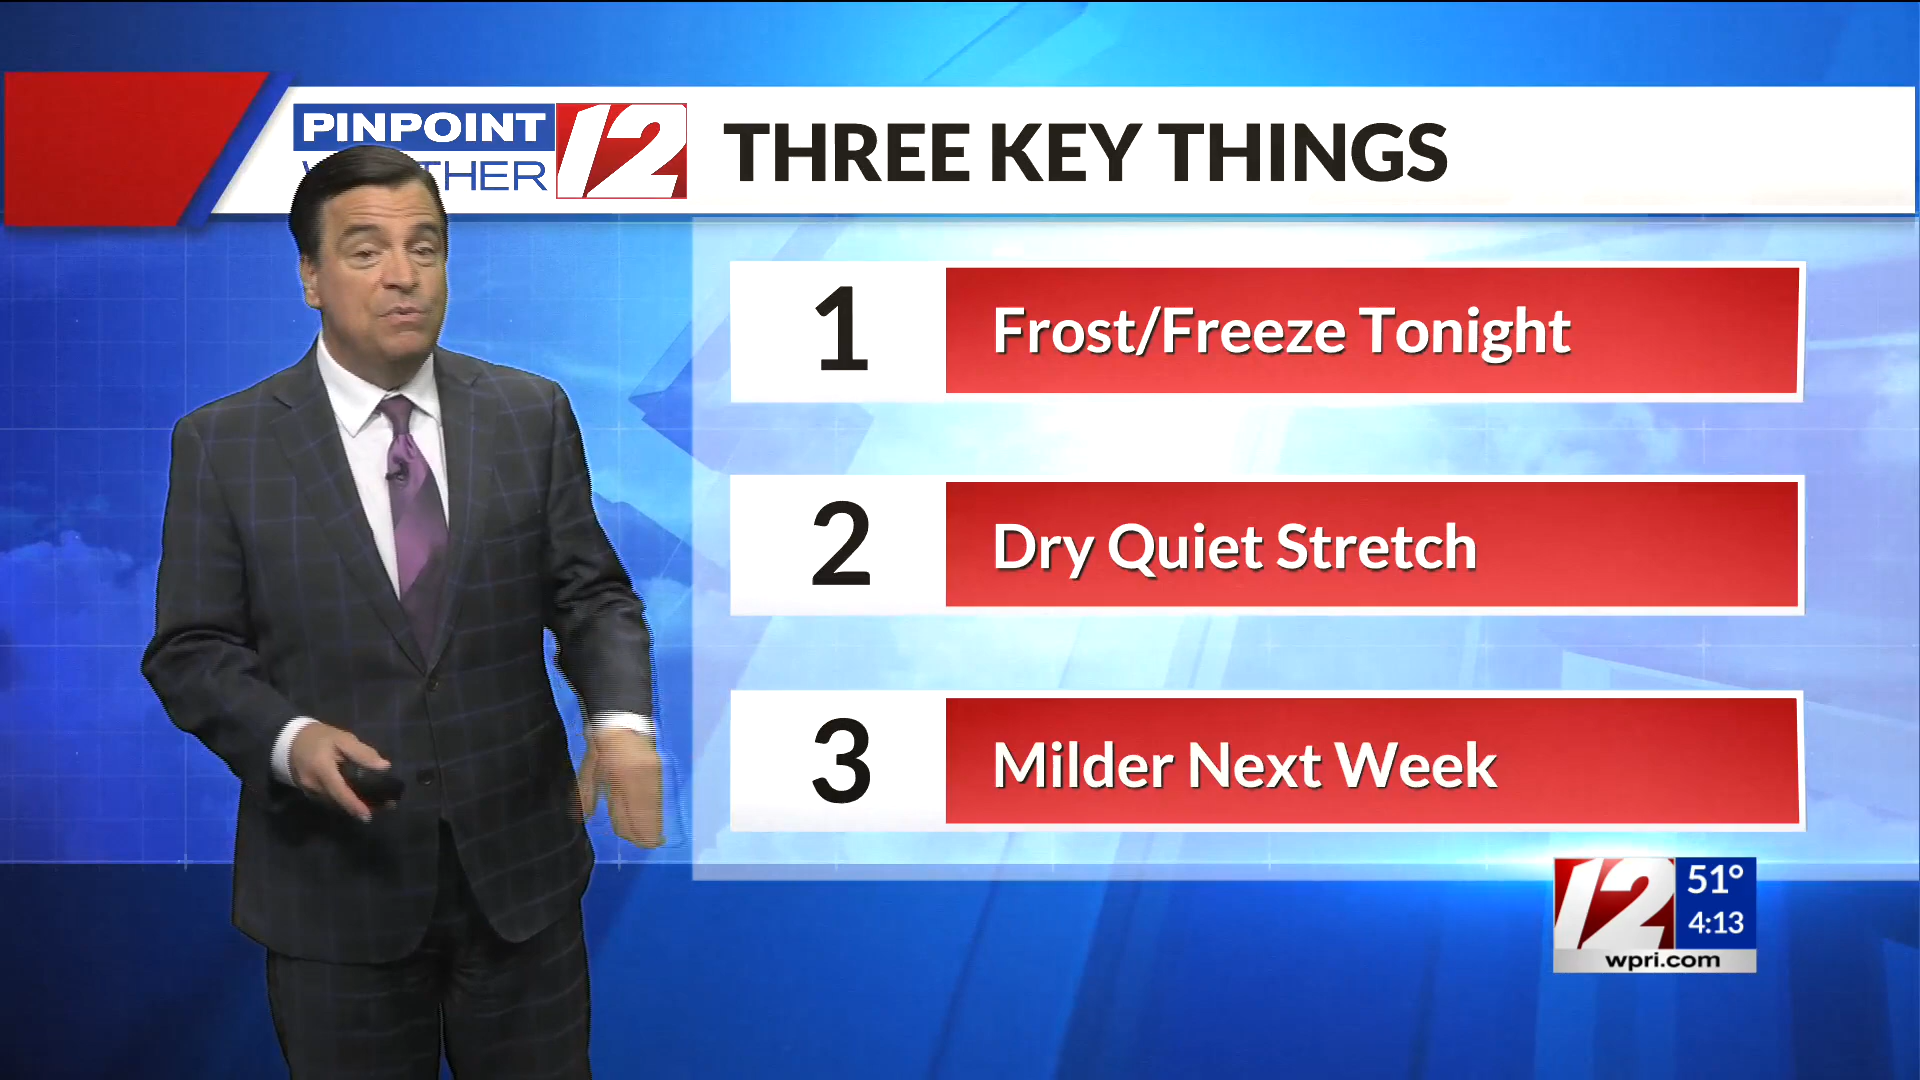 PINPOINT
THER
12
THREE KEY THINGS
1
Frost/Freeze Tonight
2
Dry Quiet Stretch
3
Milder Next Week
12
51°
4:13
wpri.com